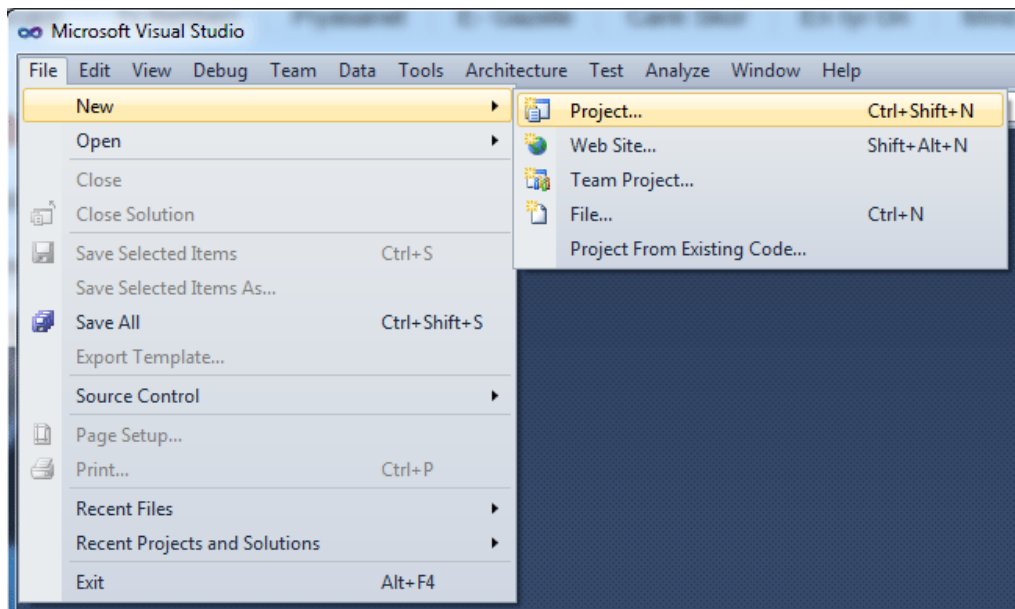 Microsoft Visual Studio
File Edit View Debug Team Data Tools Architecture Test Analyze Window Help
New
Open
Close
Close Solution
Save Selected Items Ctrl+S
Save Selected Items As...
Save All Ctrl+Shift+S
Export Template...
Source Control
Page Setup...
Print... Ctrl+P
Recent Files
Recent Projects and Solutions
Exit Alt+F4
Project... Ctrl+Shift+N
Web Site... Shift+Alt+N
Team Project...
File... Ctrl+N
Project From Existing Code...